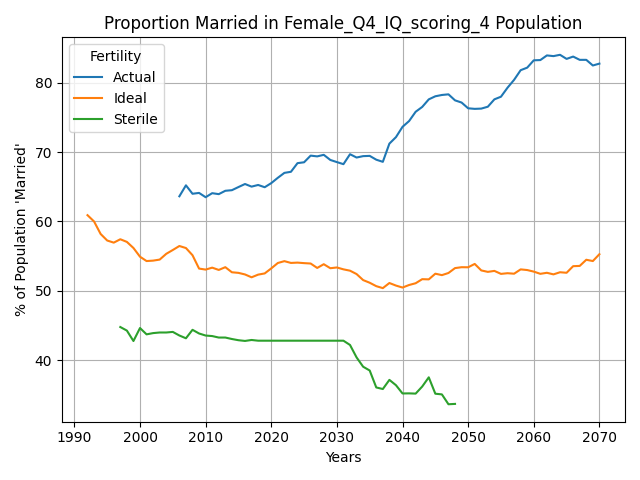 Proportion Married in Female_Q4_IQ_scoring_4 Population
Fertility
Actual
Ideal
Sterile
% of Population 'Married'
80
70
60
50
40
1990 2000 2010 2020 2030 2040 2050 2060 2070
Years